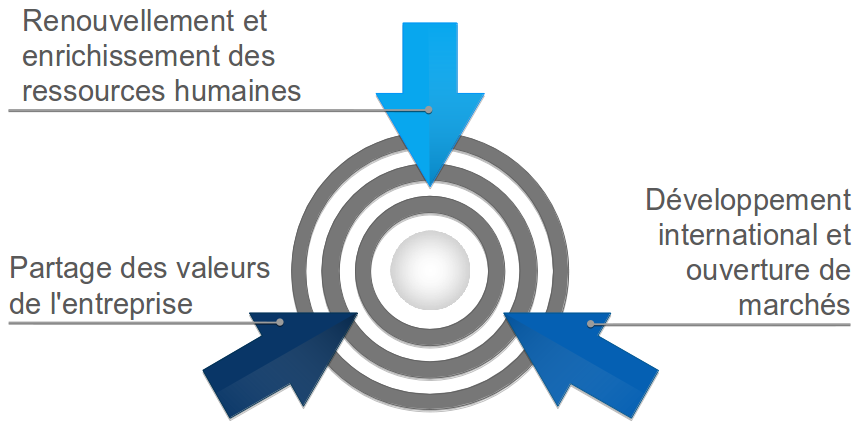 Renouvellement et
enrichissement des
ressources humaines
Développement
international et
ouverture de
marchés
Partage des valeurs
de l'entreprise